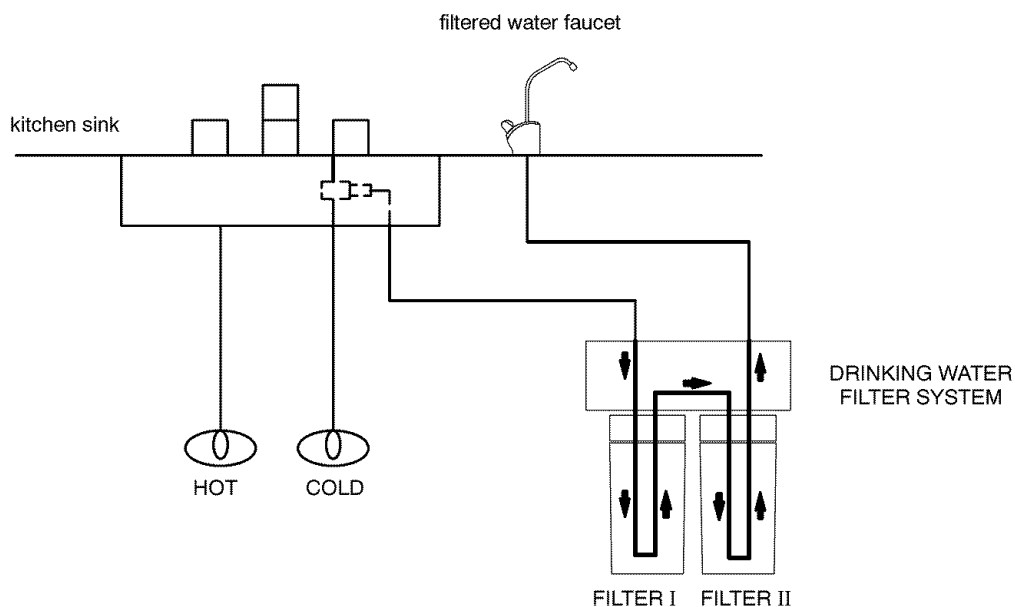 filtered water faucet
kitchen sink
DRINKING WATER
FILTER SYSTEM
HOT
COLD
FILTER I
FILTER II